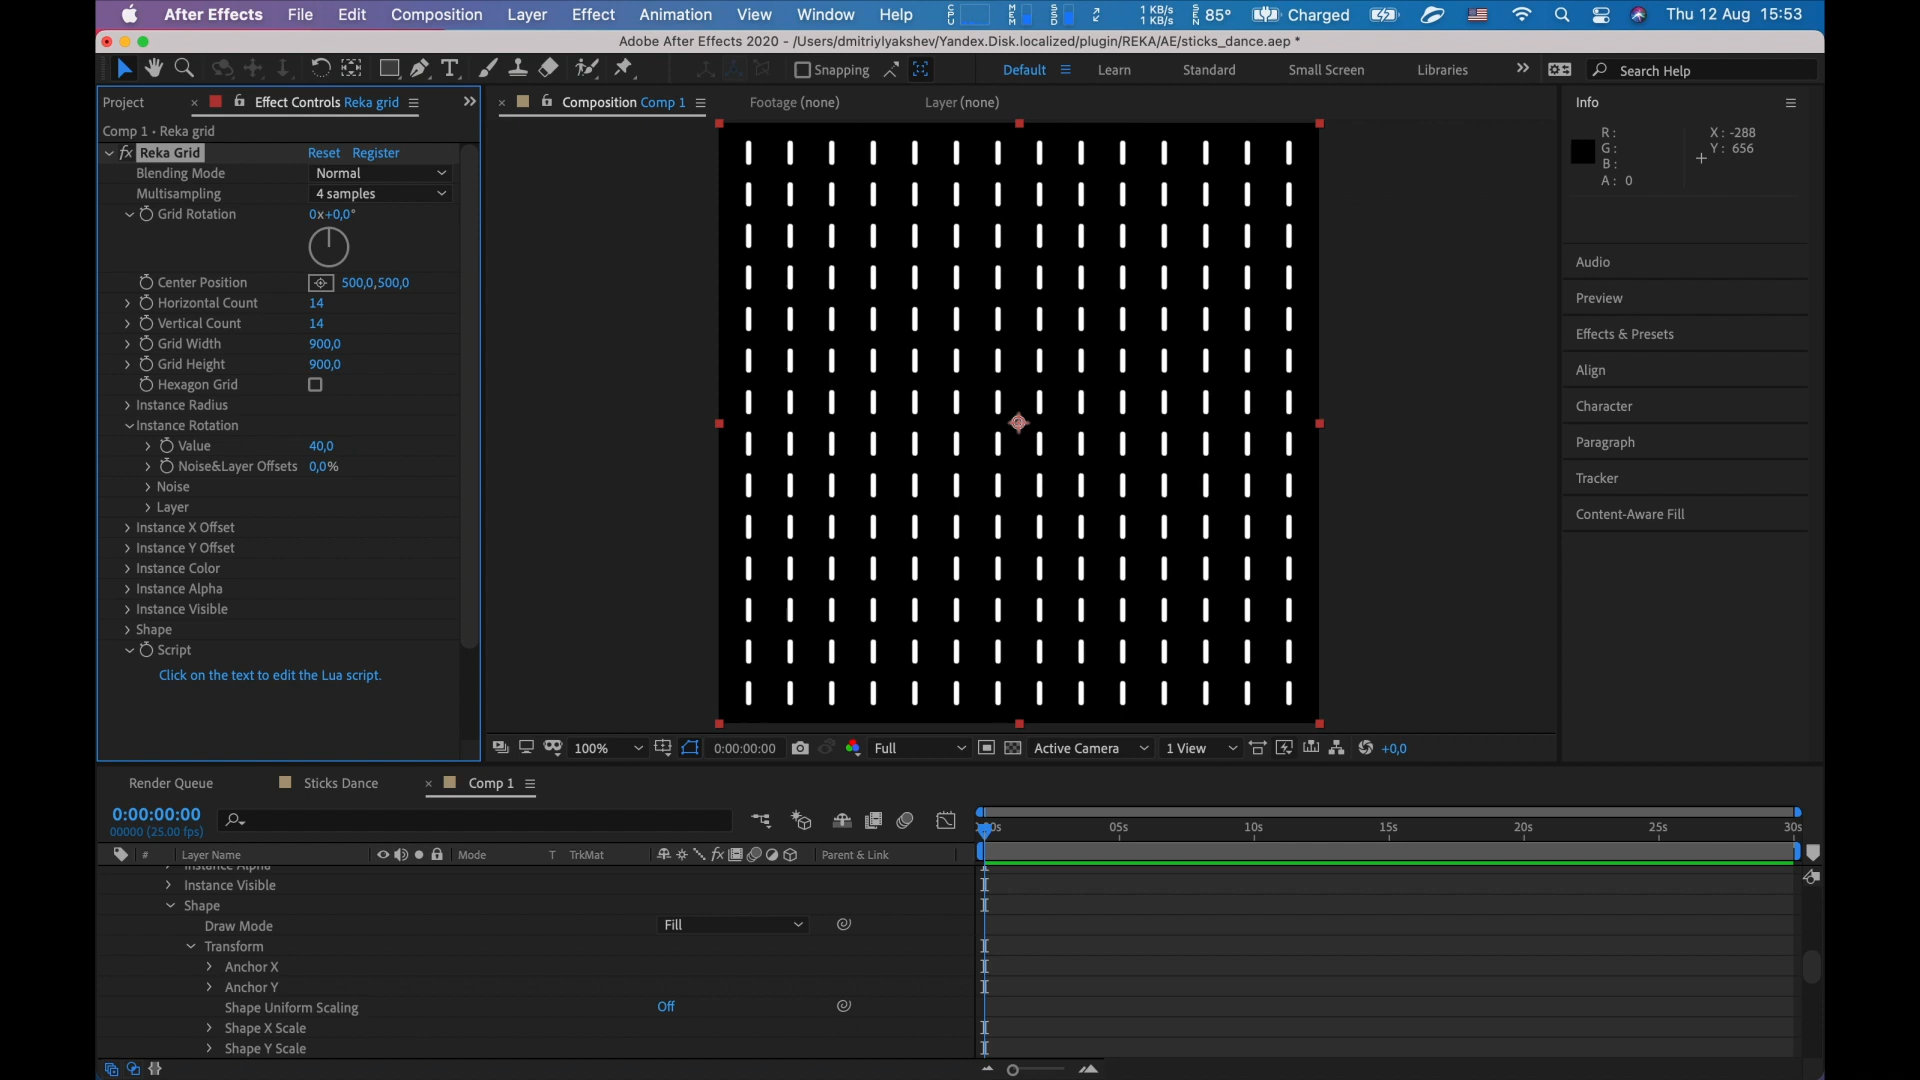 After Effects File Edit Composition Layer Effect Animation View Window Help 1 KB/s 1 KB/s 85° Charged Thu 12 Aug 15:53
Adobe After Effects 2020 - /Users/dmitriylyakshev/Yandex.Disk.localized/plugin/REKA/AE/sticks_dance.aep *
Snapping Default Learn Standard Small Screen Libraries Search Help
Project Effect Controls Reka grid
Composition Comp 1 Footage (none) Layer (none)
Info
Comp 1 • Reka grid
fx Reka Grid Reset Register
Blending Mode Normal
Multisampling 4 samples
Grid Rotation 0x+0,0°
Center Position 500,0,500,0
Horizontal Count 14
Vertical Count 14
Grid Width 900,0
Grid Height 900,0
Hexagon Grid
Instance Radius
Instance Rotation
Value 40,0
Noise&Layer Offsets 0,0%
Noise
Layer
Instance X Offset
Instance Y Offset
Instance Color
Instance Alpha
Instance Visible
Shape
Script
Click on the text to edit the Lua script.
R: X: -288
G: Y: 656
B:
A: 0
Audio
Preview
Effects & Presets
Align
Character
Paragraph
Tracker
Content-Aware Fill
100% 0:00:00:00 Full Active Camera 1 View +0,0
Render Queue Sticks Dance Comp 1
0:00:00:00
00000 (25.00 fps)
05s 10s 15s 20s 25s 30s
# Layer Name Mode T TrkMat fx Parent & Link
Instance Alpha
Instance Visible
Shape
Draw Mode Fill
Transform
Anchor X
Anchor Y
Shape Uniform Scaling Off
Shape X Scale
Shape Y Scale